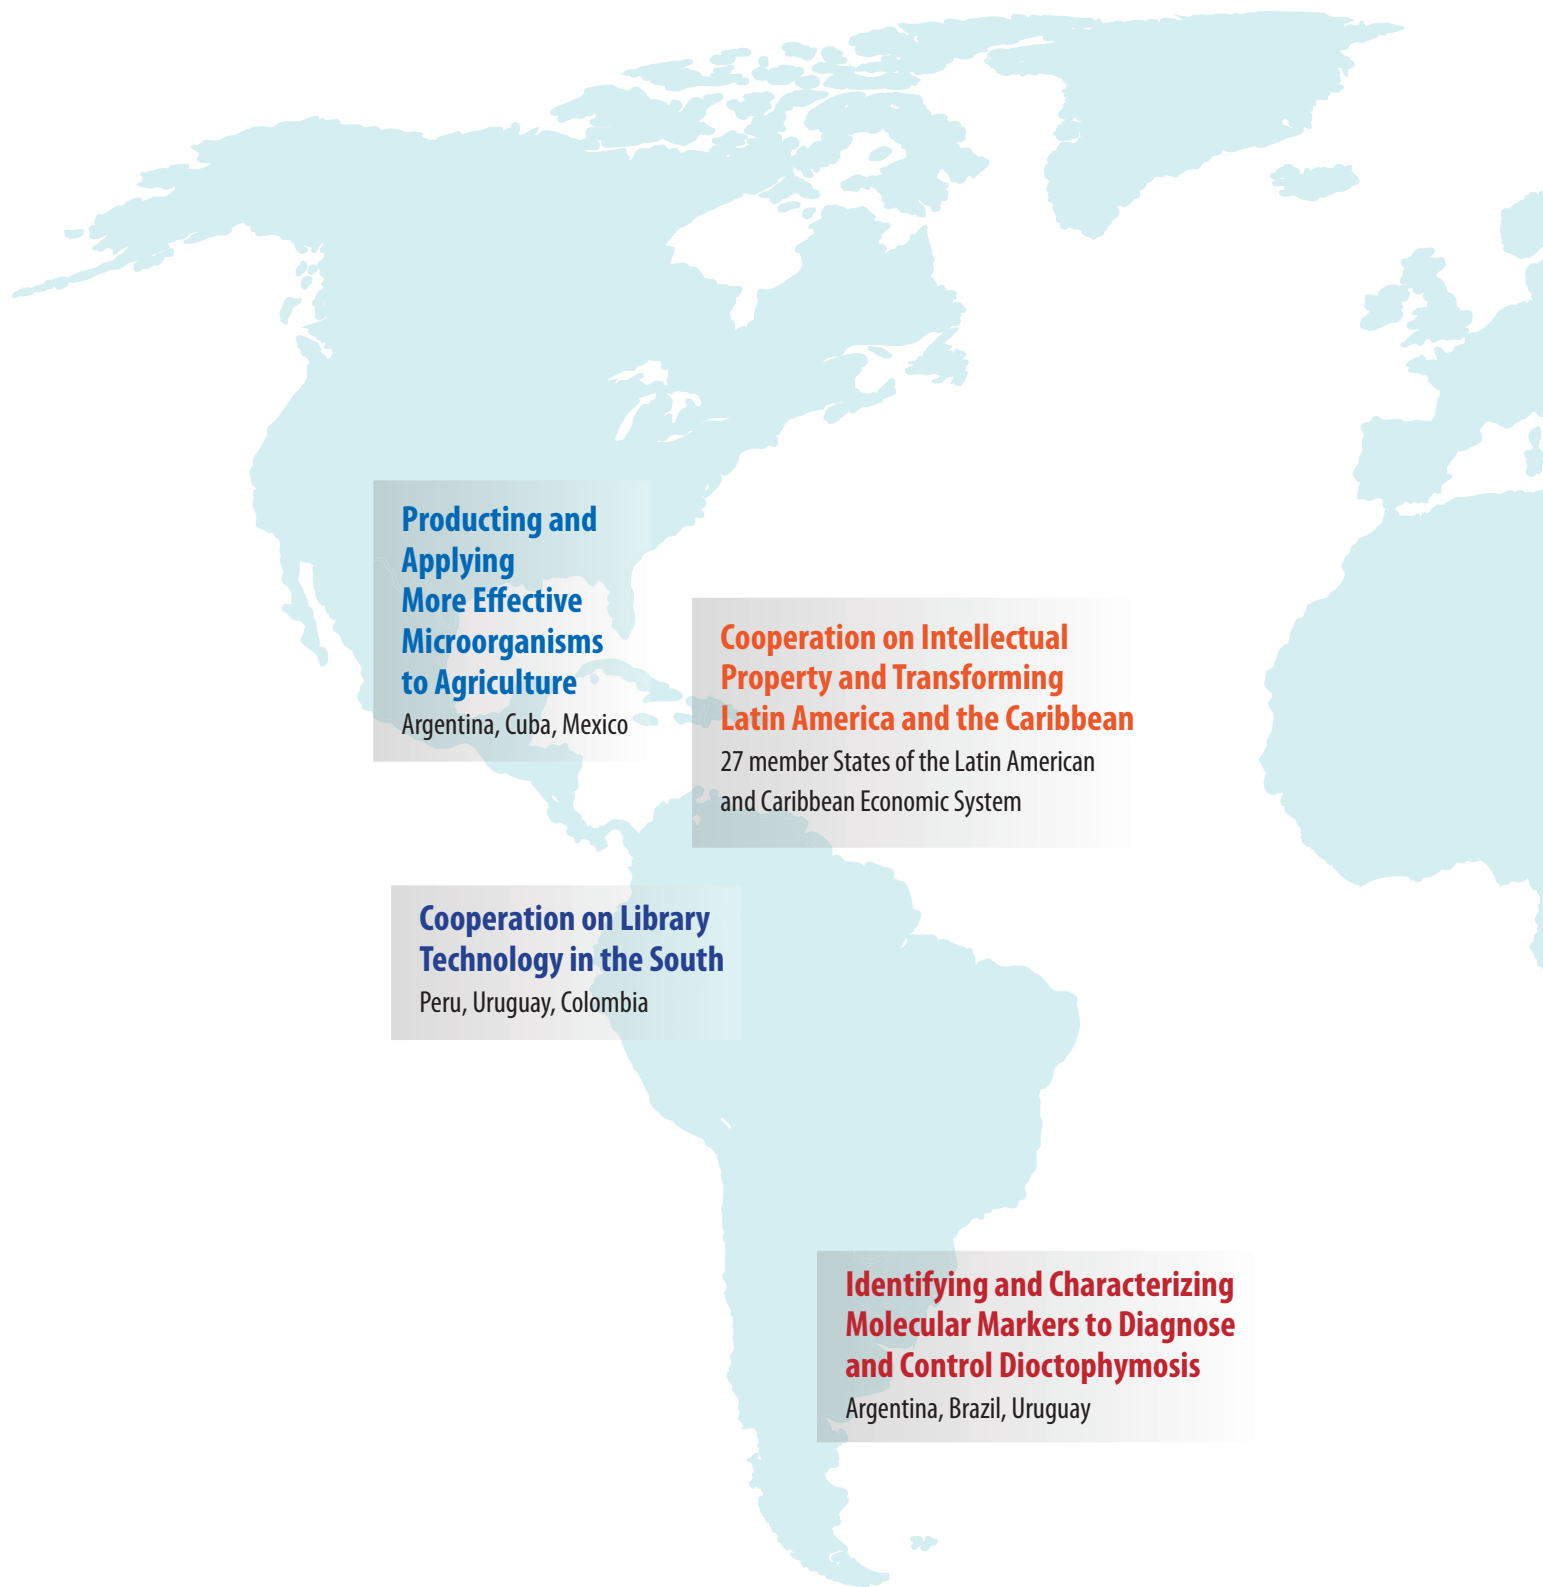 Producting and
Applying
More Effective
Microorganisms
to Agriculture
Argentina, Cuba, Mexico
Cooperation on Intellectual
Property and Transforming
Latin America and the Caribbean
27 member States of the Latin American
and Caribbean Economic System
Cooperation on Library
Technology in the South
Peru, Uruguay, Colombia
Identifying and Characterizing
Molecular Markers to Diagnose
and Control Dioctophymosis
Argentina, Brazil, Uruguay